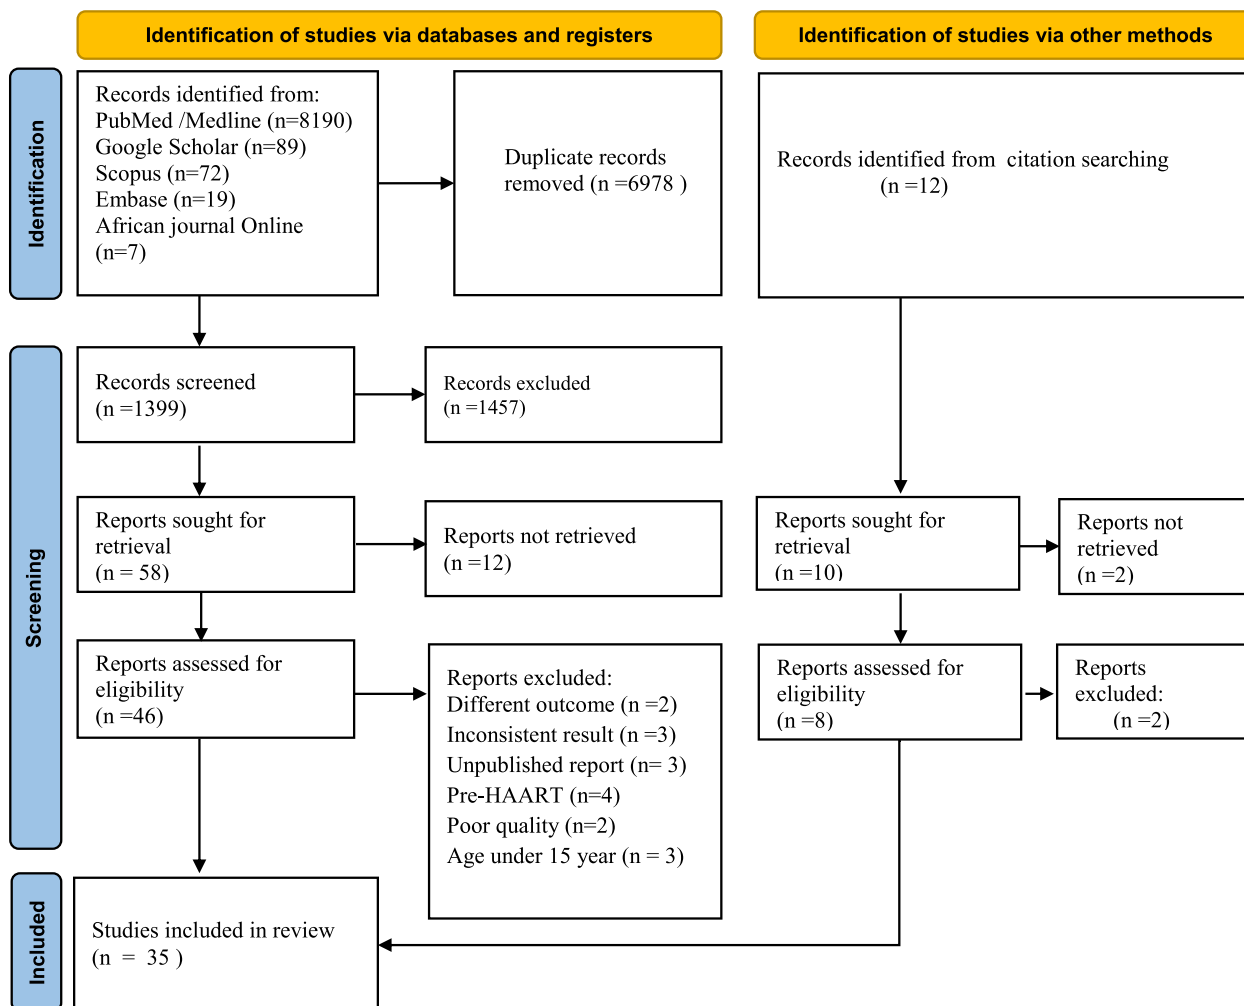 Identification of studies via databases and registers
Identification of studies via other methods
Identification
Records identified from:
PubMed /Medline (n=8190)
Google Scholar (n=89)
Scopus (n=72)
Embase (n=19)
African journal Online
(n=7)
Duplicate records
removed (n =6978 )
Records identified from citation searching
(n =12)
Screening
Records screened
(n =1399)
Records excluded
(n =1457)
Reports sought for
retrieval
(n = 58)
Reports not retrieved
(n =12)
Reports sought for
retrieval
(n =10)
Reports not
retrieved
(n =2)
Reports assessed for
eligibility
(n =46)
Reports excluded:
Different outcome (n =2)
Inconsistent result (n =3)
Unpublished report (n= 3)
Pre-HAART (n=4)
Poor quality (n=2)
Age under 15 year (n = 3)
Reports assessed for
eligibility
(n =8)
Reports
excluded:
(n =2)
Included
Studies included in review
(n = 35 )